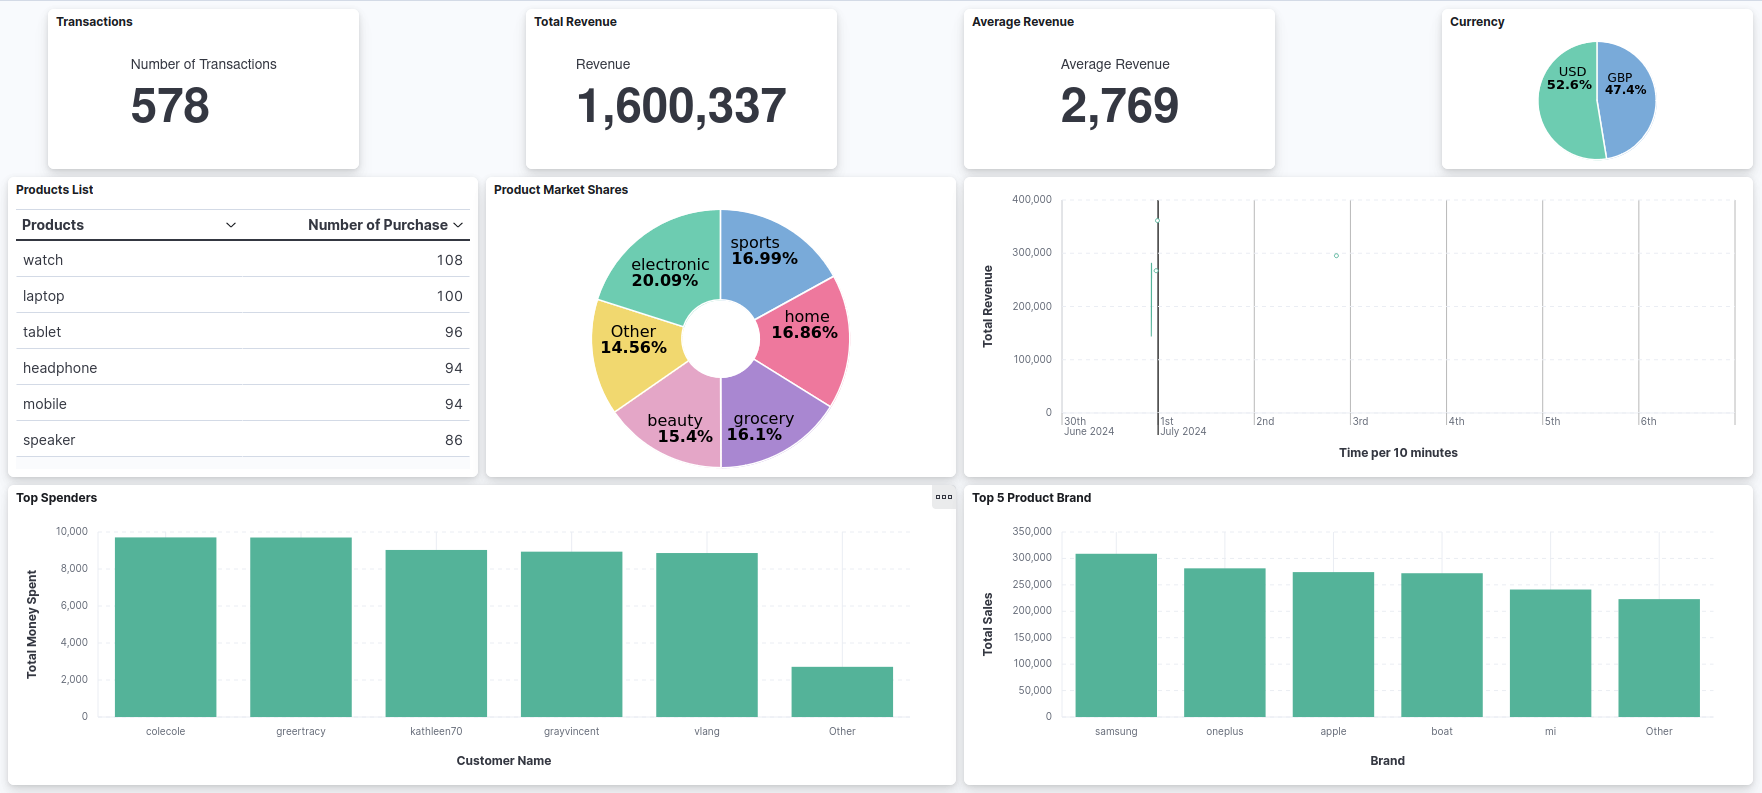 Transactions
Number of Transactions
578
Total Revenue
Revenue
1,600,337
Average Revenue
Average Revenue
2,769
Currency
USD
52.6%
GBP
47.4%
Products List
Products Number of Purchase
watch 108
laptop 100
tablet 96
headphone 94
mobile 94
speaker 86
Product Market Shares
electronic
20.09%
sports
16.99%
home
16.86%
Other
14.56%
beauty
15.4%
grocery
16.1%
Total Revenue
400,000
300,000
200,000
100,000
0
30th 1st 2nd 3rd 4th 5th 6th
June 2024 July 2024
Time per 10 minutes
Top Spenders
Total Money Spent
10,000
8,000
6,000
4,000
2,000
0
colecole greertracy kathleen70 grayvincent vlang Other
Customer Name
Top 5 Product Brand
Total Sales
350,000
300,000
250,000
200,000
150,000
100,000
50,000
0
samsung oneplus apple boat mi Other
Brand